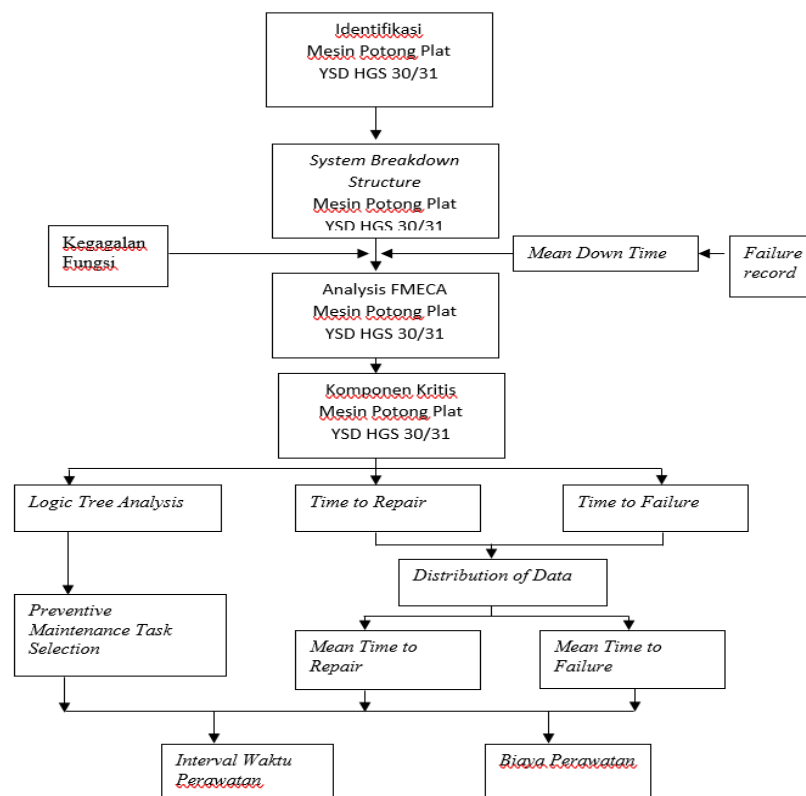 Identifikasi
Mesin Potong Plat
YSD HGS 30/31
System Breakdown
Structure
Mesin Potong Plat
YSD HGS 30/31
Kegagalan
Fungsi
Mean Down Time
Failure
record
Analysis FMECA
Mesin Potong Plat
YSD HGS 30/31
Komponen Kritis
Mesin Potong Plat
YSD HGS 30/31
Logic Tree Analysis
Time to Repair
Time to Failure
Distribution of Data
Preventive
Maintenance Task
Selection
Mean Time to
Repair
Mean Time to
Failure
Interval Waktu
Perawatan
Biaya Perawatan